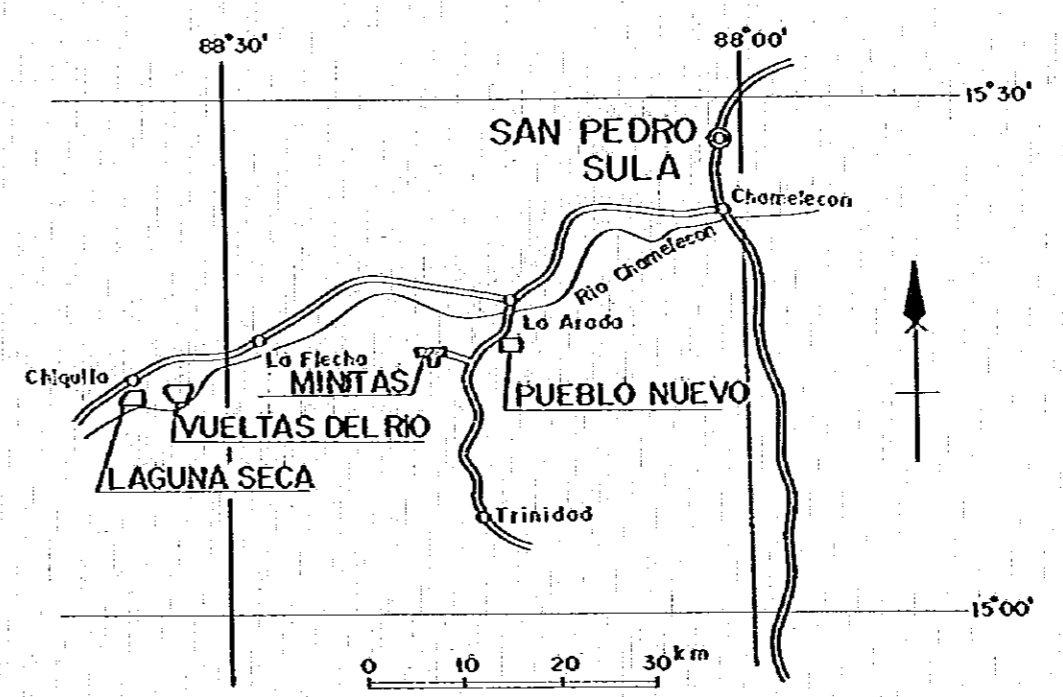 88°30'
88°00'
15°30'
SAN PEDRO
SULA
Chamelecon
Rio Chamelecon
La Arada
La Flecha
Chiquila
MINITAS
PUEBLO NUEVO
VUELTAS DEL RIO
LAGUNA SECA
Trinidad
15°00'
0 10 20 30 km